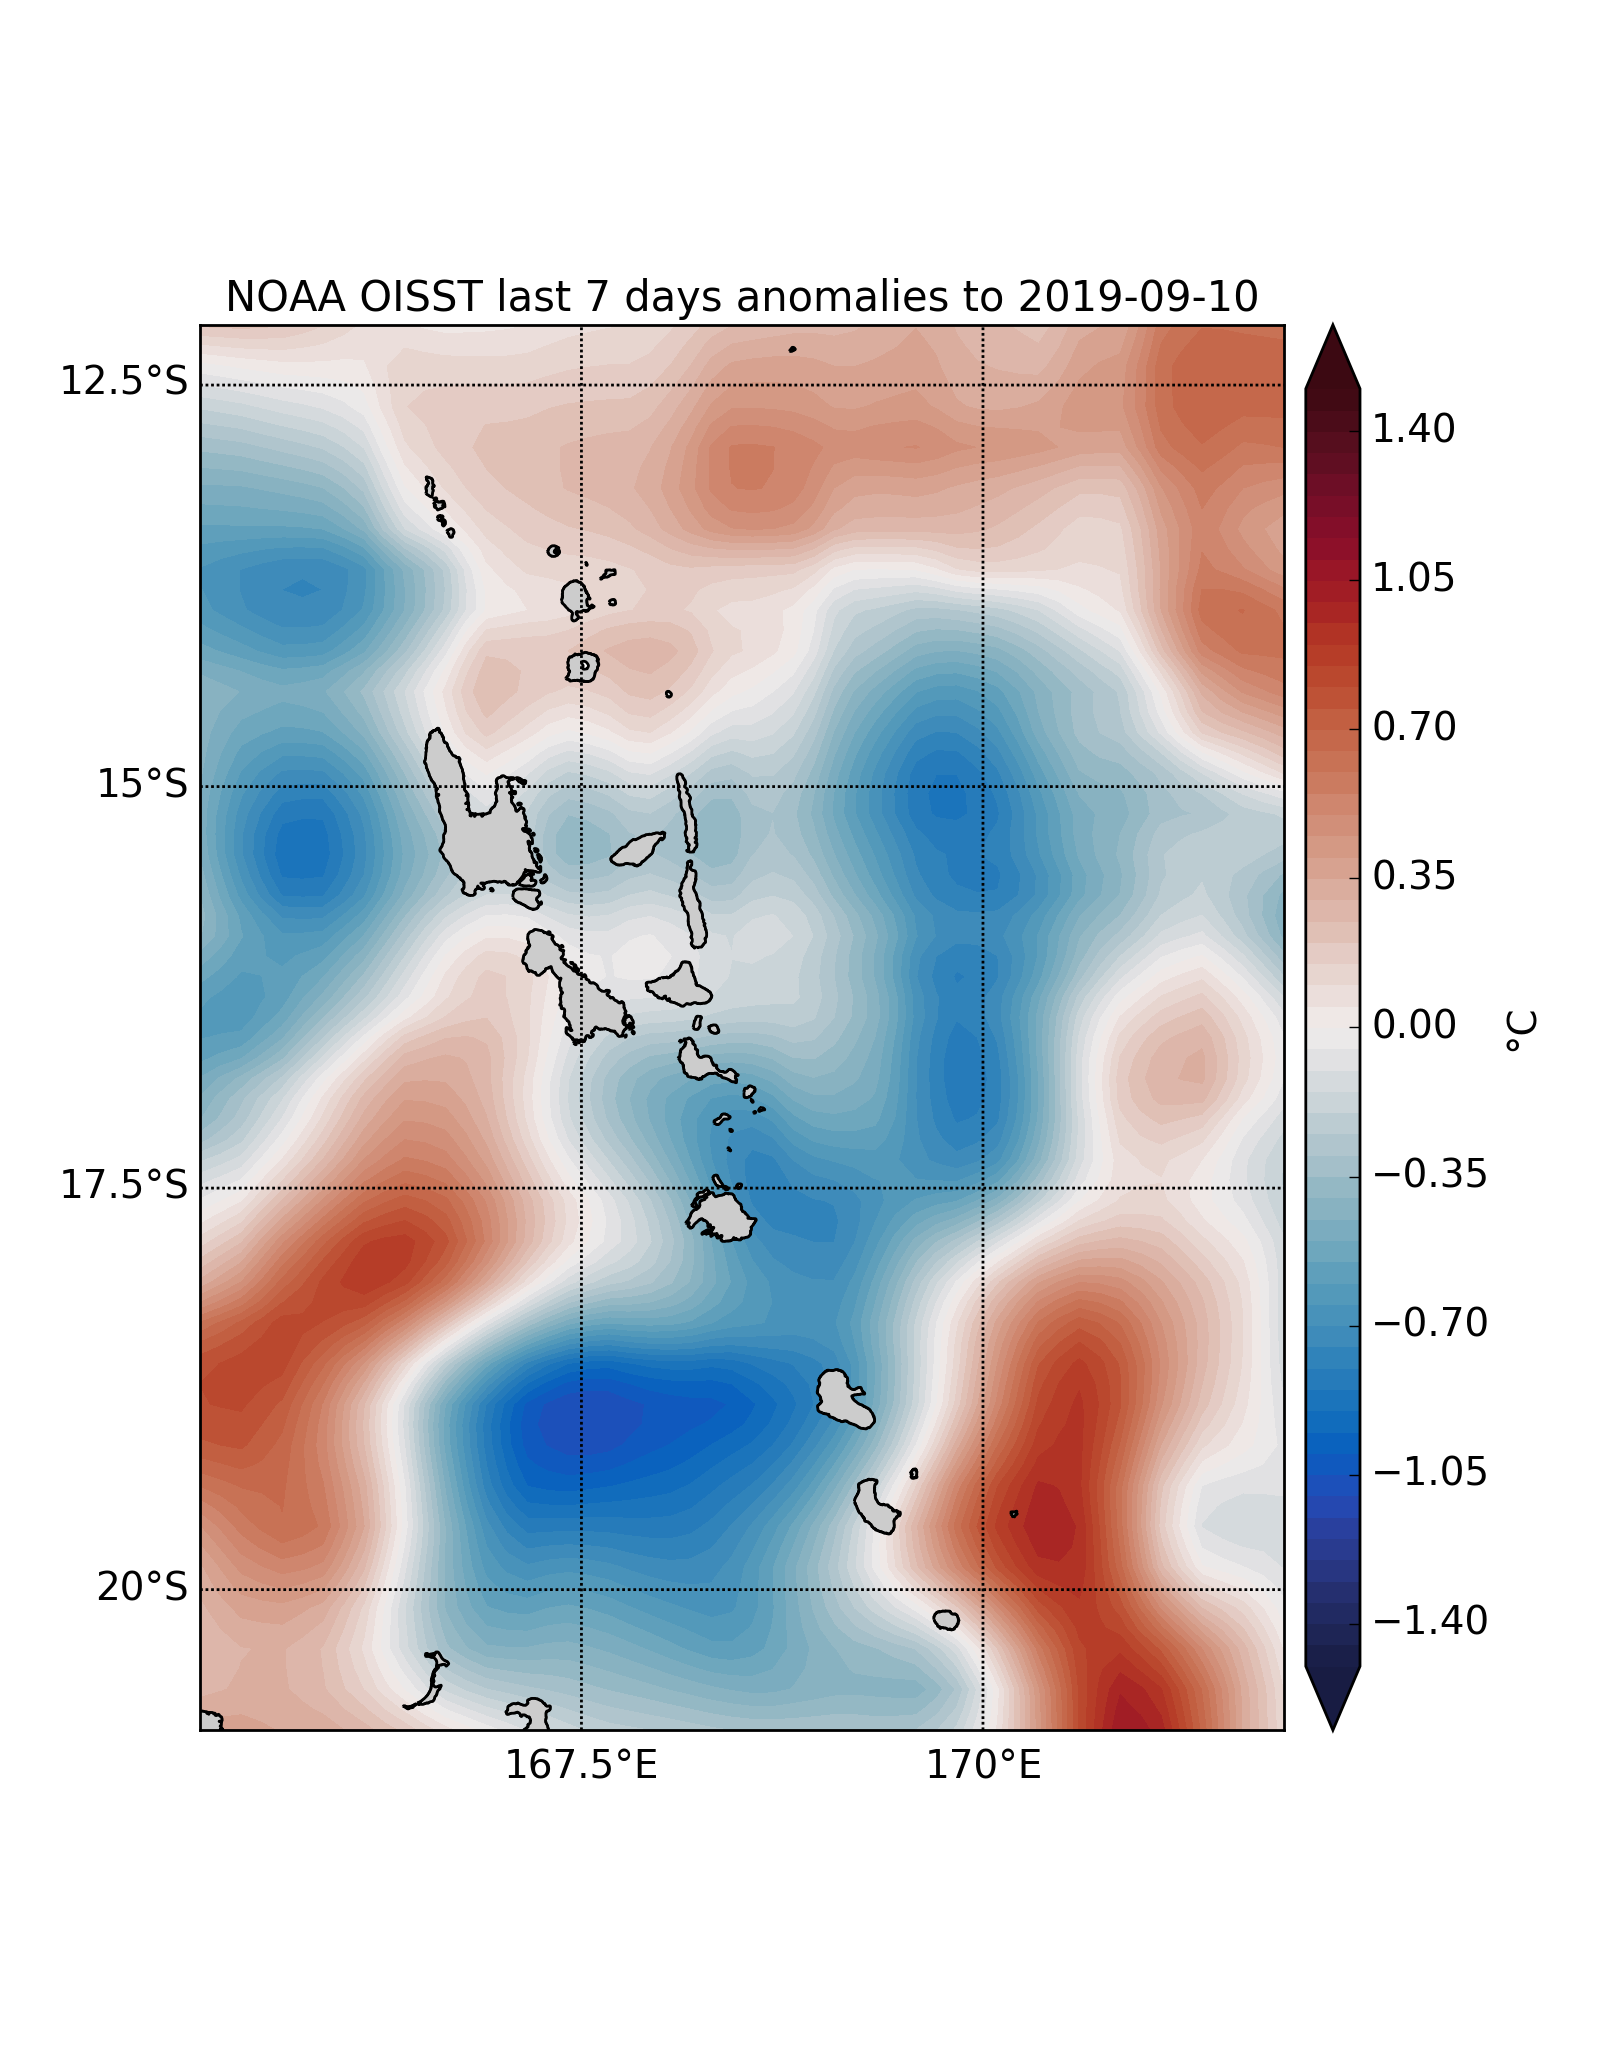 NOAA OISST last 7 days anomalies to 2019-09-10
12.5°S
15°S
17.5°S
20°S
167.5°E
170°E
1.40
1.05
0.70
0.35
0.00
−0.35
−0.70
−1.05
−1.40
°C